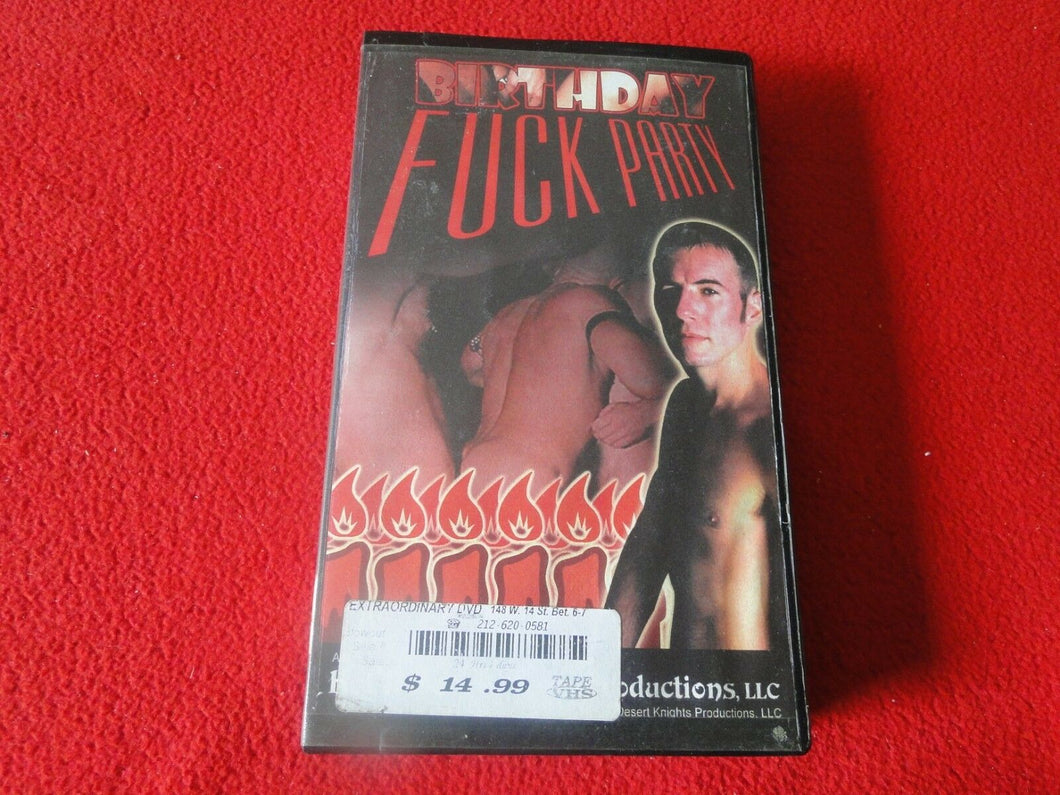 BIRTHDAY
FUCK PARTY
EXTRAORDINARY DVD 148 W. 14 St. Bet. 6-7
212-620-0581
$ 14.99 TAPE
VHS
oductions, LLC
Desert Knights Productions, LLC